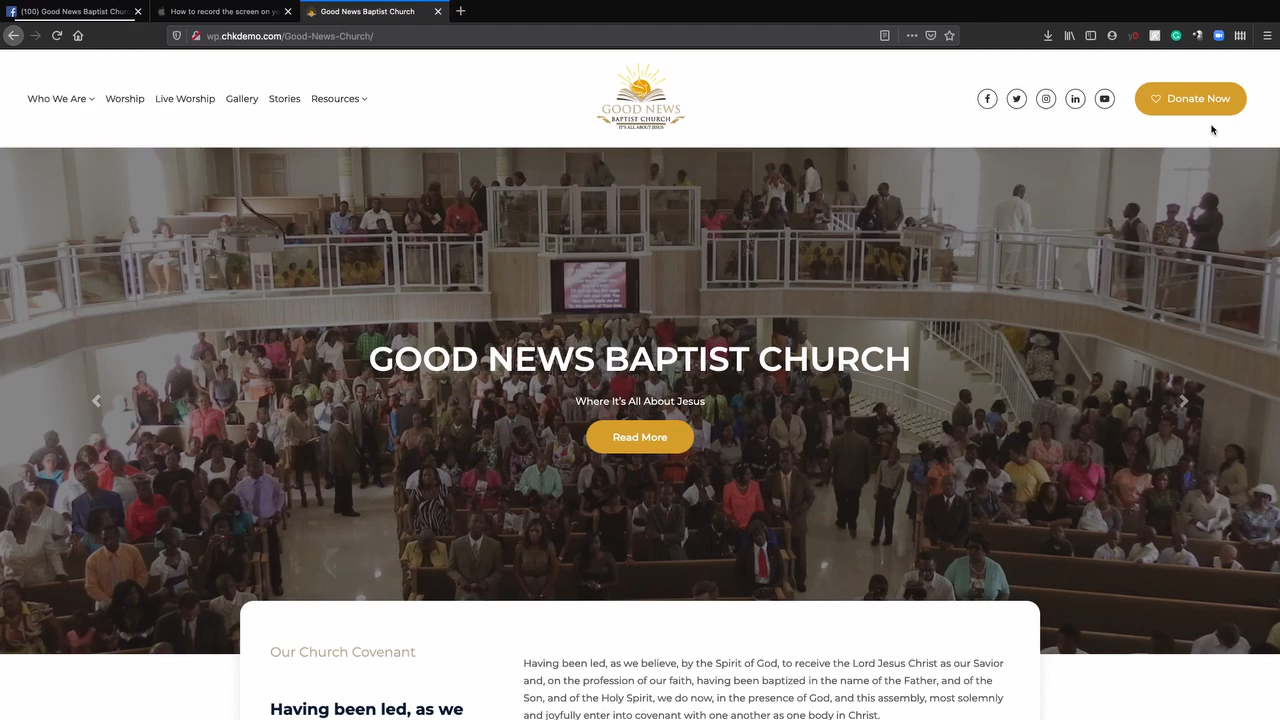 (100) Good News Baptist Chur
How to record the screen on yo
Good News Baptist Church
wp.chkdemo.com/Good-News-Church/
Who We Are
Worship
Live Worship
Gallery
Stories
Resources
GOOD NEWS
BAPTIST CHURCH
IT'S ALL ABOUT JESUS
Donate Now
GOOD NEWS BAPTIST CHURCH
Where It's All About Jesus
Read More
Our Church Covenant
Having been led, as we
Having been led, as we believe, by the Spirit of God, to receive the Lord Jesus Christ as our Savior
and, on the profession of our faith, having been baptized in the name of the Father, and of the
Son, and of the Holy Spirit, we do now, in the presence of God, and this assembly, most solemnly
and joyfully enter into covenant with one another as one body in Christ.